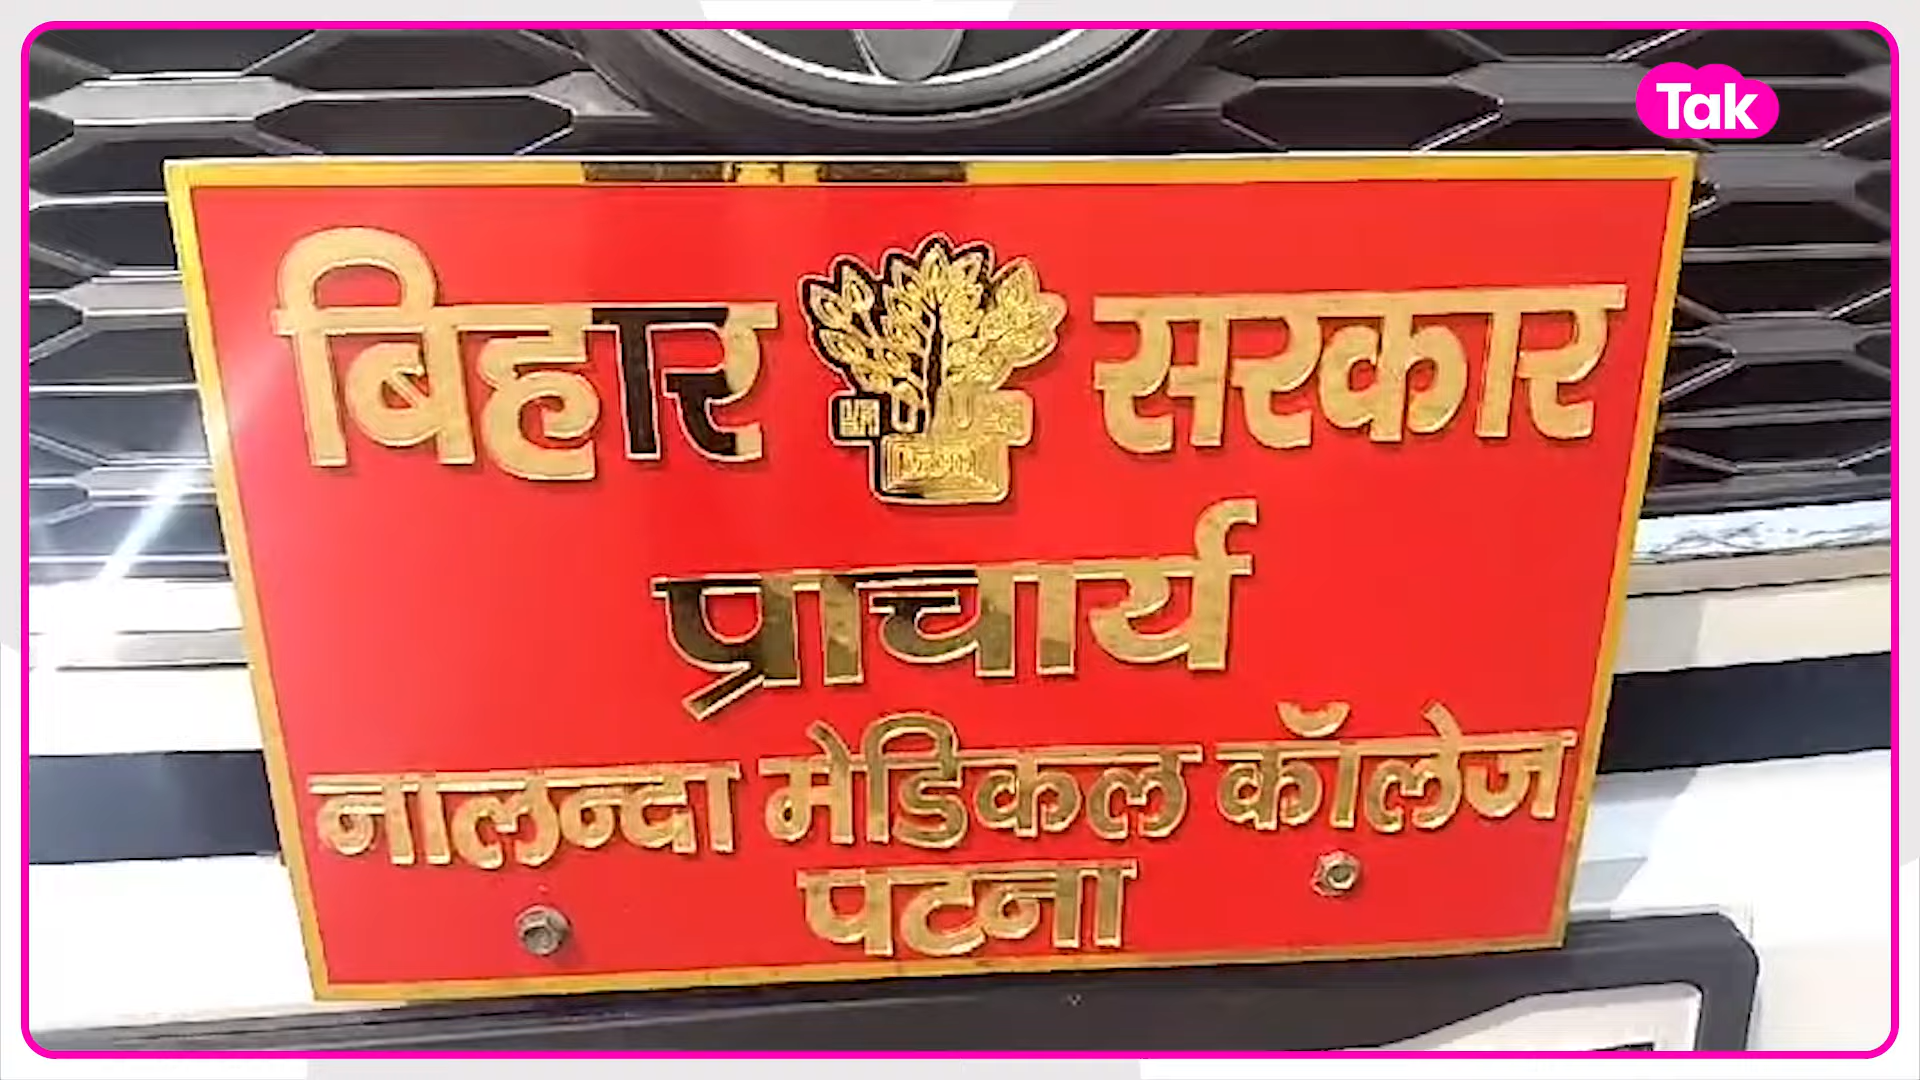 Tak
बिहार सरकार
प्राचार्य
नालन्दा मेडिकल कॉलेज
पटना